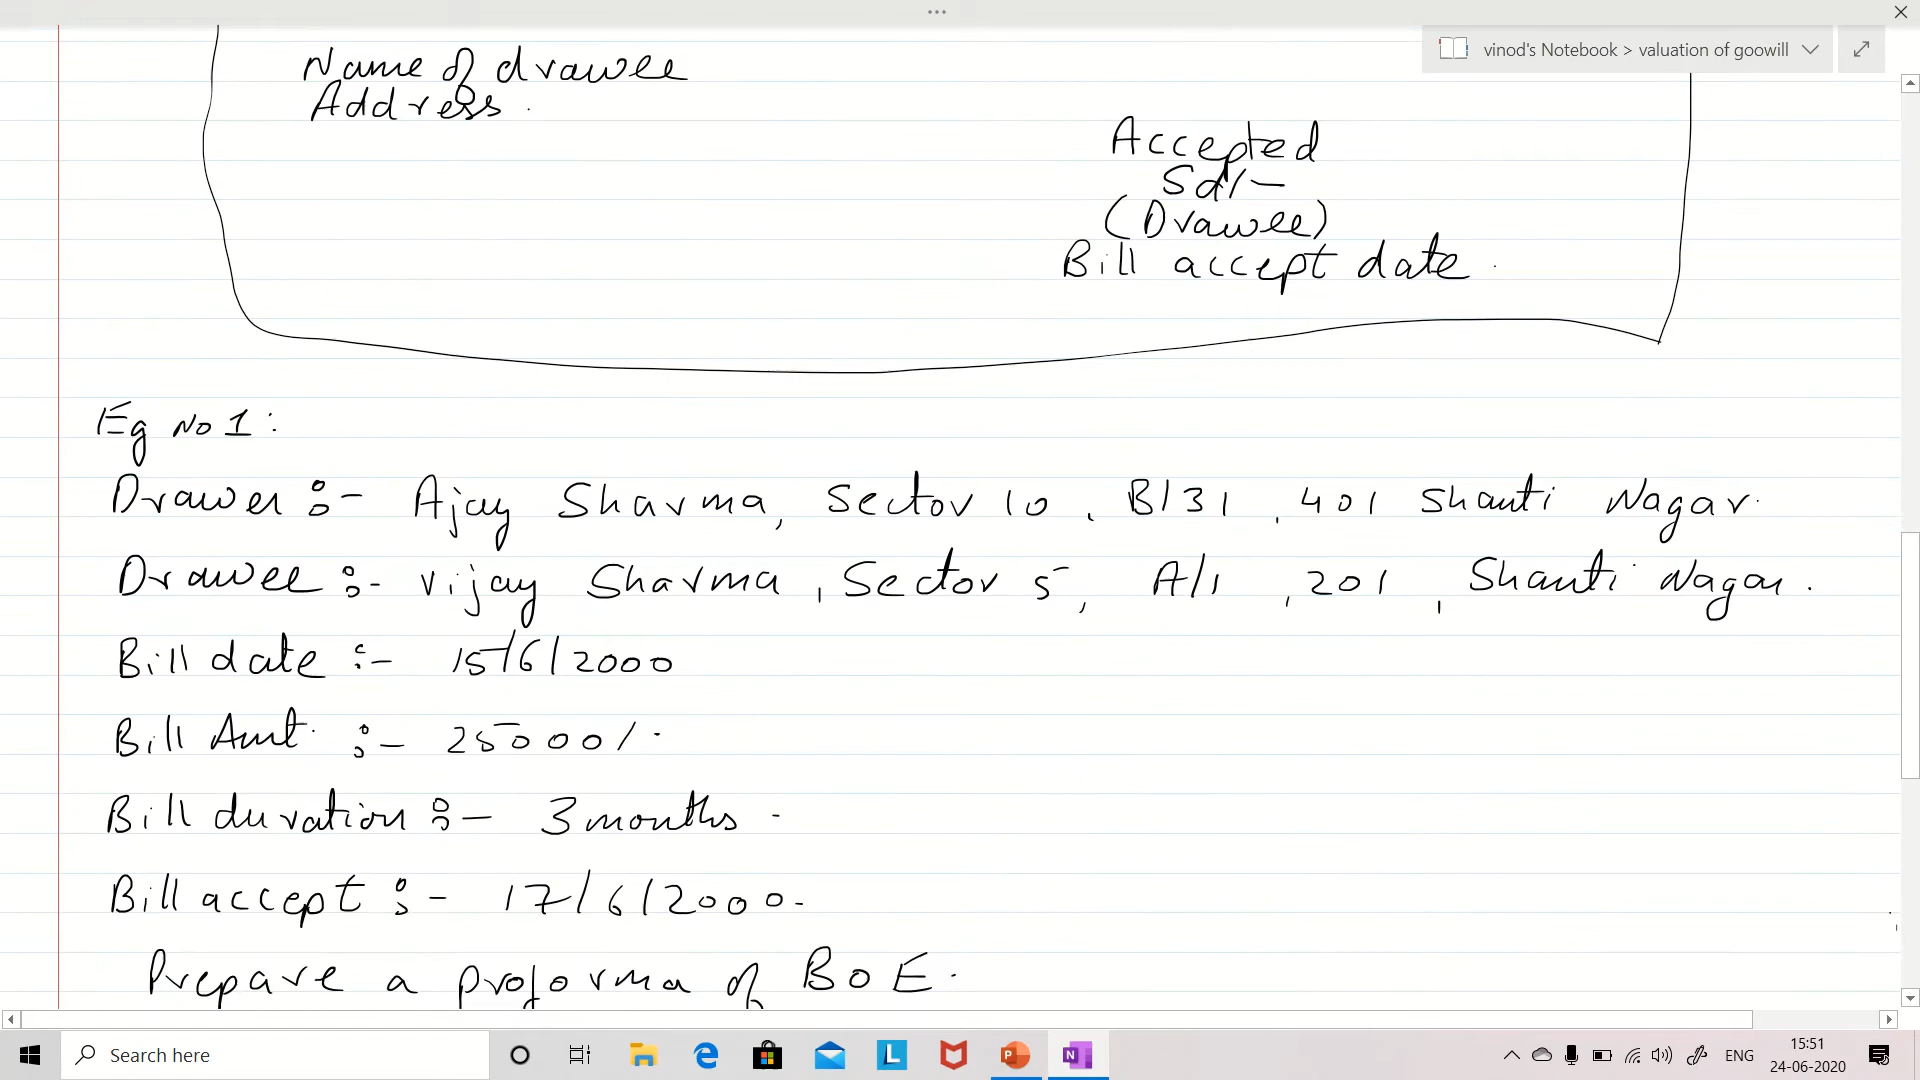 vinod's Notebook > valuation of goowill
Name of drawee
Address.
Accepted
Sd/-
(Drawee)
Bill accept date.
Eg No 1:
Drawer :- Ajay Sharma, Sector 10, B/31, 401 Shanti Nagar.
Drawee :- Vijay Sharma, Sector 5, A/1, 201, Shanti Nagar.
Bill date :- 15/6/2000
Bill Amt. :- 25000/.
Bill duration :- 3 months.
Bill accept :- 17/6/2000.
Prepare a proforma of BoE.
Search here
ENG
15:51
24-06-2020